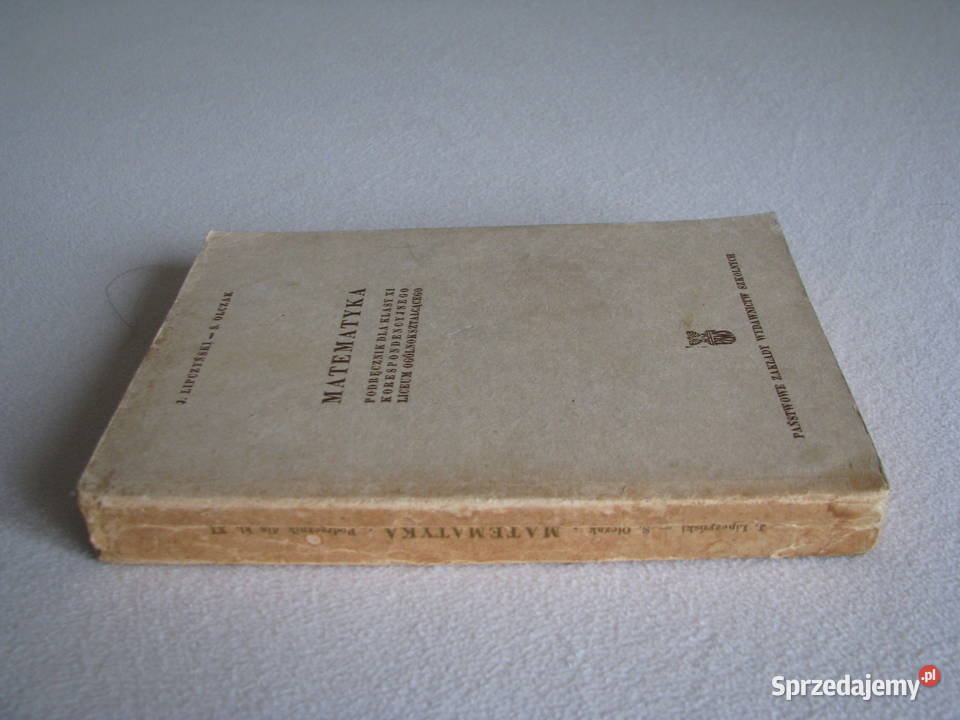 J. LIPCZYŃSKI – S. OLCZAK
MATEMATYKA
PODRĘCZNIK DLA KLASY XI
KORESPONDENCYJNEGO
LICEUM OGÓLNOKSZTAŁCĄCEGO
PAŃSTWOWE ZAKŁADY WYDAWNICTW SZKOLNYCH
J. Lipczyński — S. Olczak . . MATEMATYKA . . Podręcznik dla kl. XI
Sprzedajemy.pl